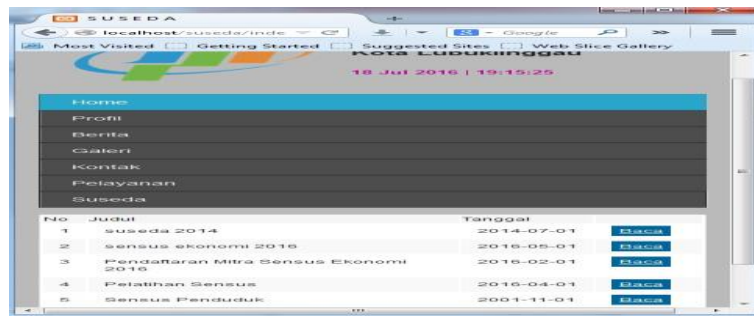 SUSEDA
localhost/suseda/inde
Google
Most Visited Getting Started Suggested Sites Web Slice Gallery
Kota Lubuklinggau
18 Jul 2016 | 19:15:25
Home
Profil
Berita
Galeri
Kontak
Pelayanan
Suseda
No Judul Tanggal
1 suseda 2014 2014-07-01 Baca
2 sensus ekonomi 2016 2016-05-01 Baca
3 Pendaftaran Mitra Sensus Ekonomi 2016-02-01 Baca
2016
4 Pelatihan Sensus 2016-04-01 Baca
5 Sensus Penduduk 2001-11-01 Baca